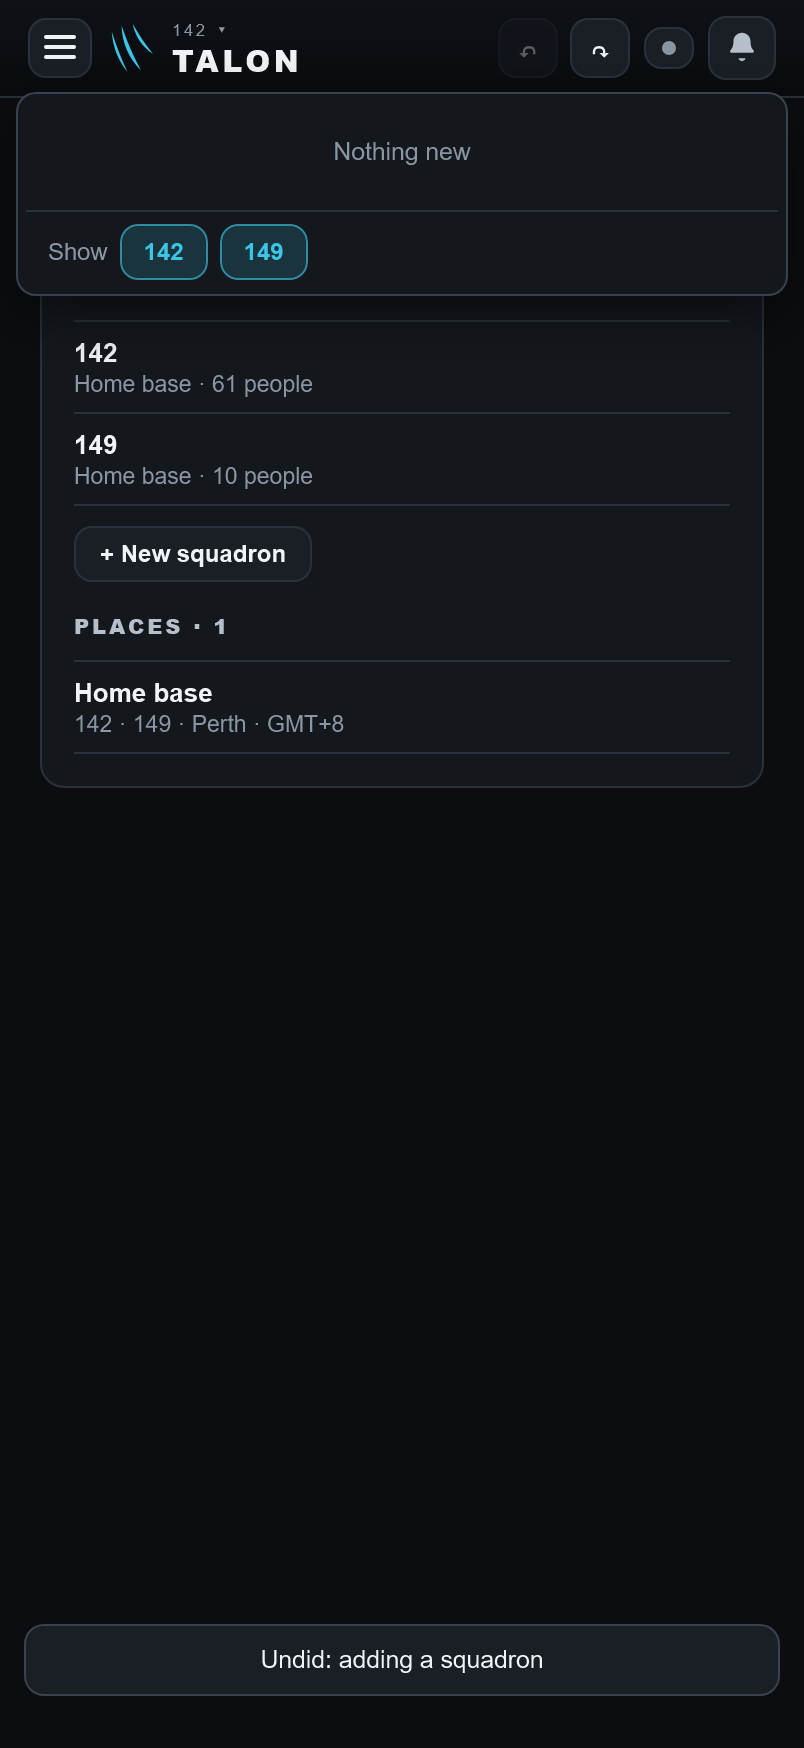 142 ▾
TALON
Nothing new
Show 142 149
142
Home base · 61 people
149
Home base · 10 people
+ New squadron
PLACES · 1
Home base
142 · 149 · Perth · GMT+8
Undid: adding a squadron